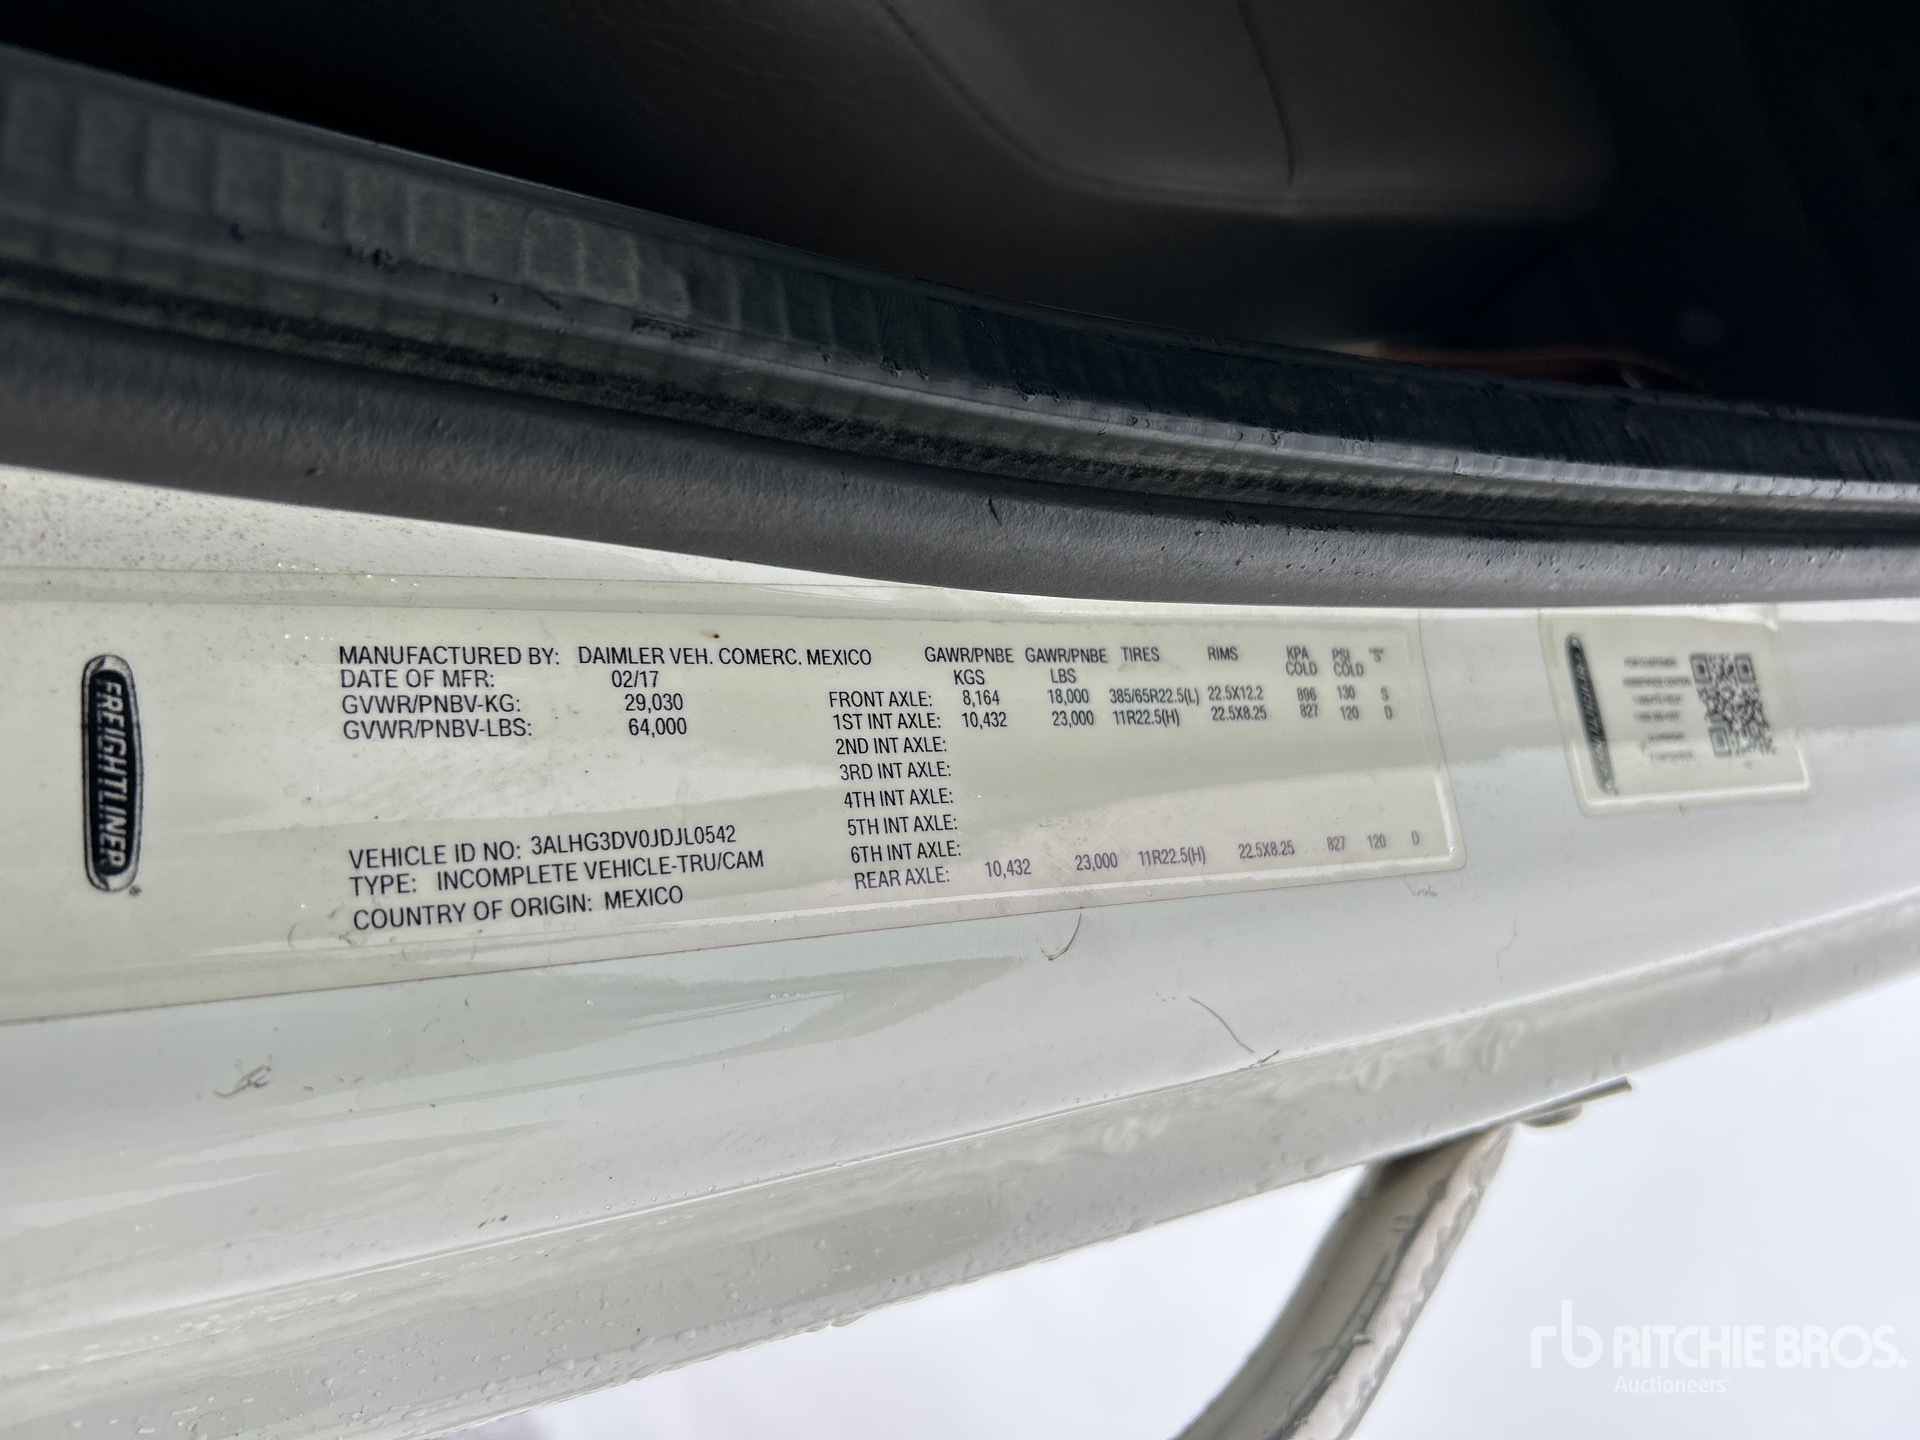 FREIGHTLINER
MANUFACTURED BY: DAIMLER VEH. COMERC. MEXICO
DATE OF MFR: 02/17
GVWR/PNBV-KG: 29,030
GVWR/PNBV-LBS: 64,000
VEHICLE ID NO: 3ALHG3DV0JDJL0542
TYPE: INCOMPLETE VEHICLE-TRU/CAM
COUNTRY OF ORIGIN: MEXICO
GAWR/PNBE GAWR/PNBE TIRES RIMS KPA PSI "S"
KGS LBS COLD COLD
FRONT AXLE: 8,164 18,000 385/65R22.5(L) 22.5X12.2 896 130 S
1ST INT AXLE: 10,432 23,000 11R22.5(H) 22.5X8.25 827 120 D
2ND INT AXLE:
3RD INT AXLE:
4TH INT AXLE:
5TH INT AXLE:
6TH INT AXLE:
REAR AXLE: 10,432 23,000 11R22.5(H) 22.5X8.25 827 120 D
rb RITCHIE BROS.
Auctioneers